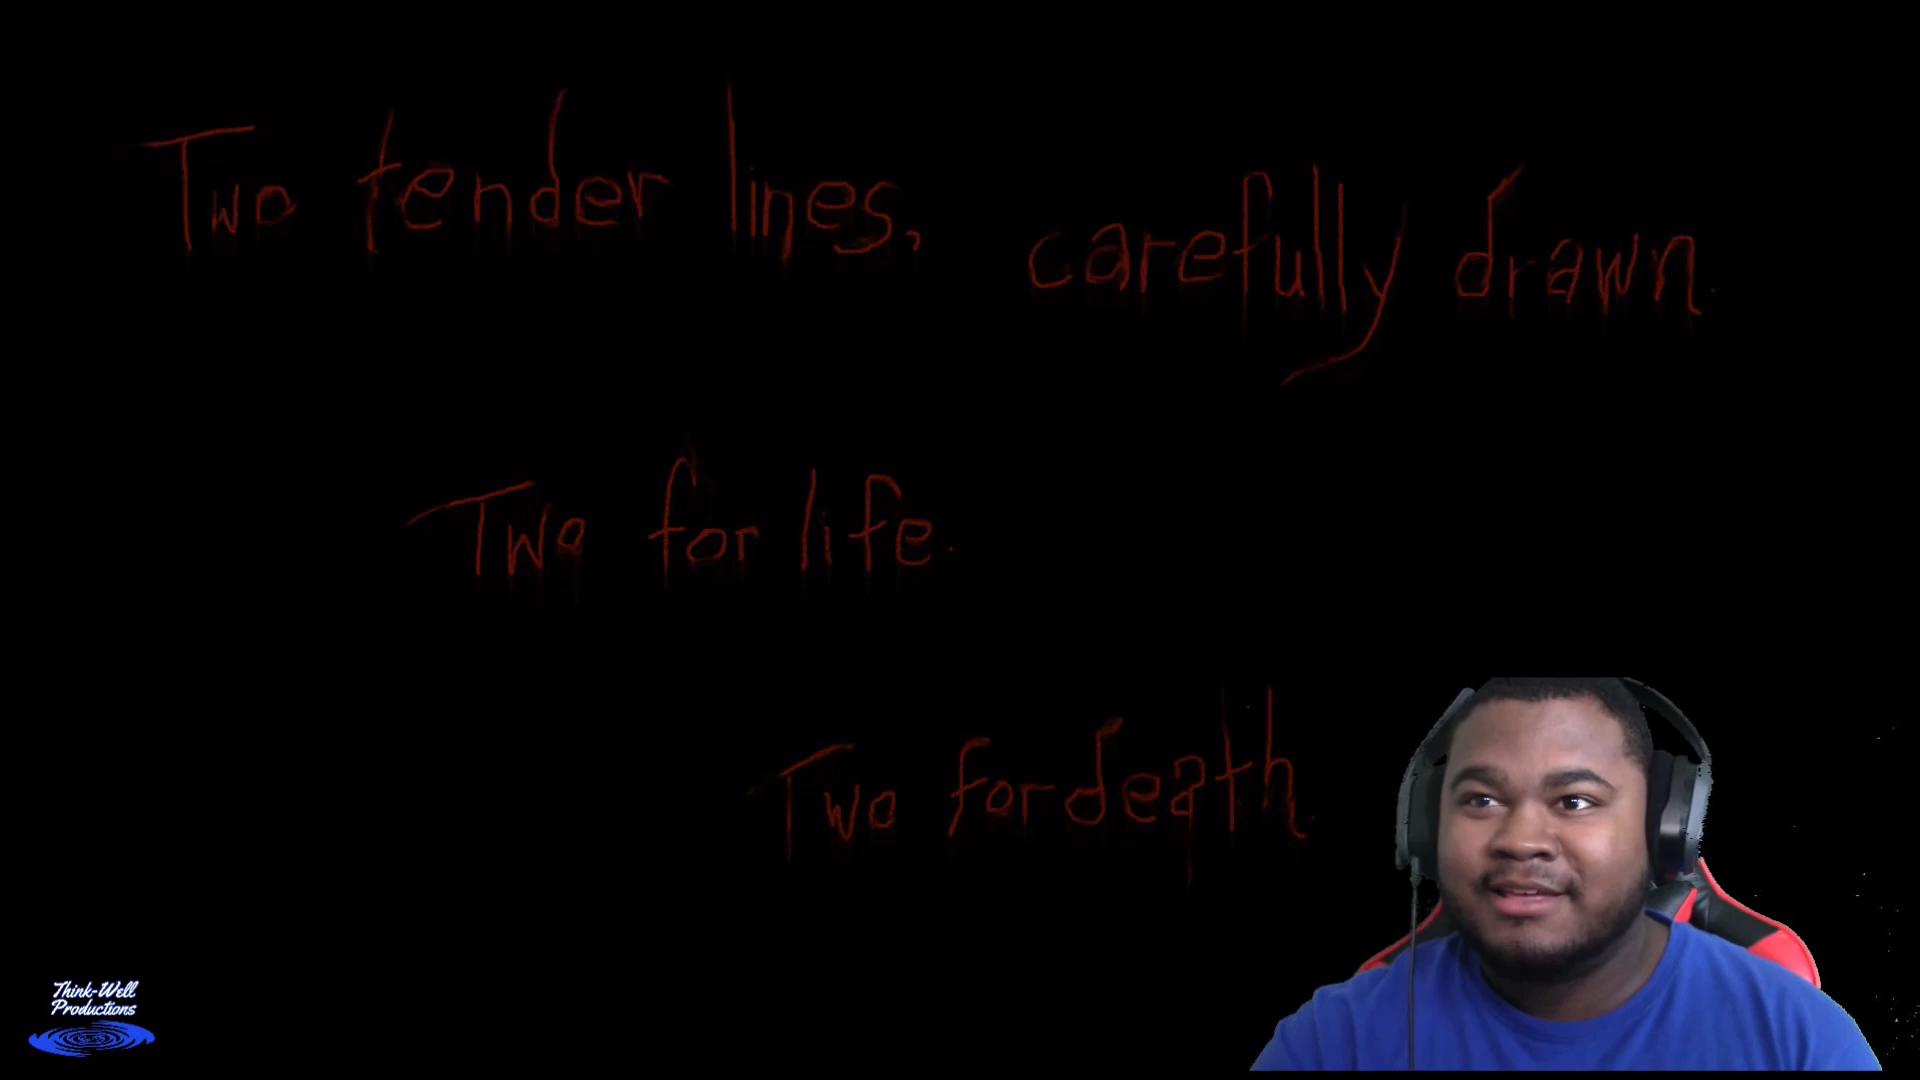 Two tender lines, carefully drawn.
Two for life.
Two for death.
Think-Well
Productions